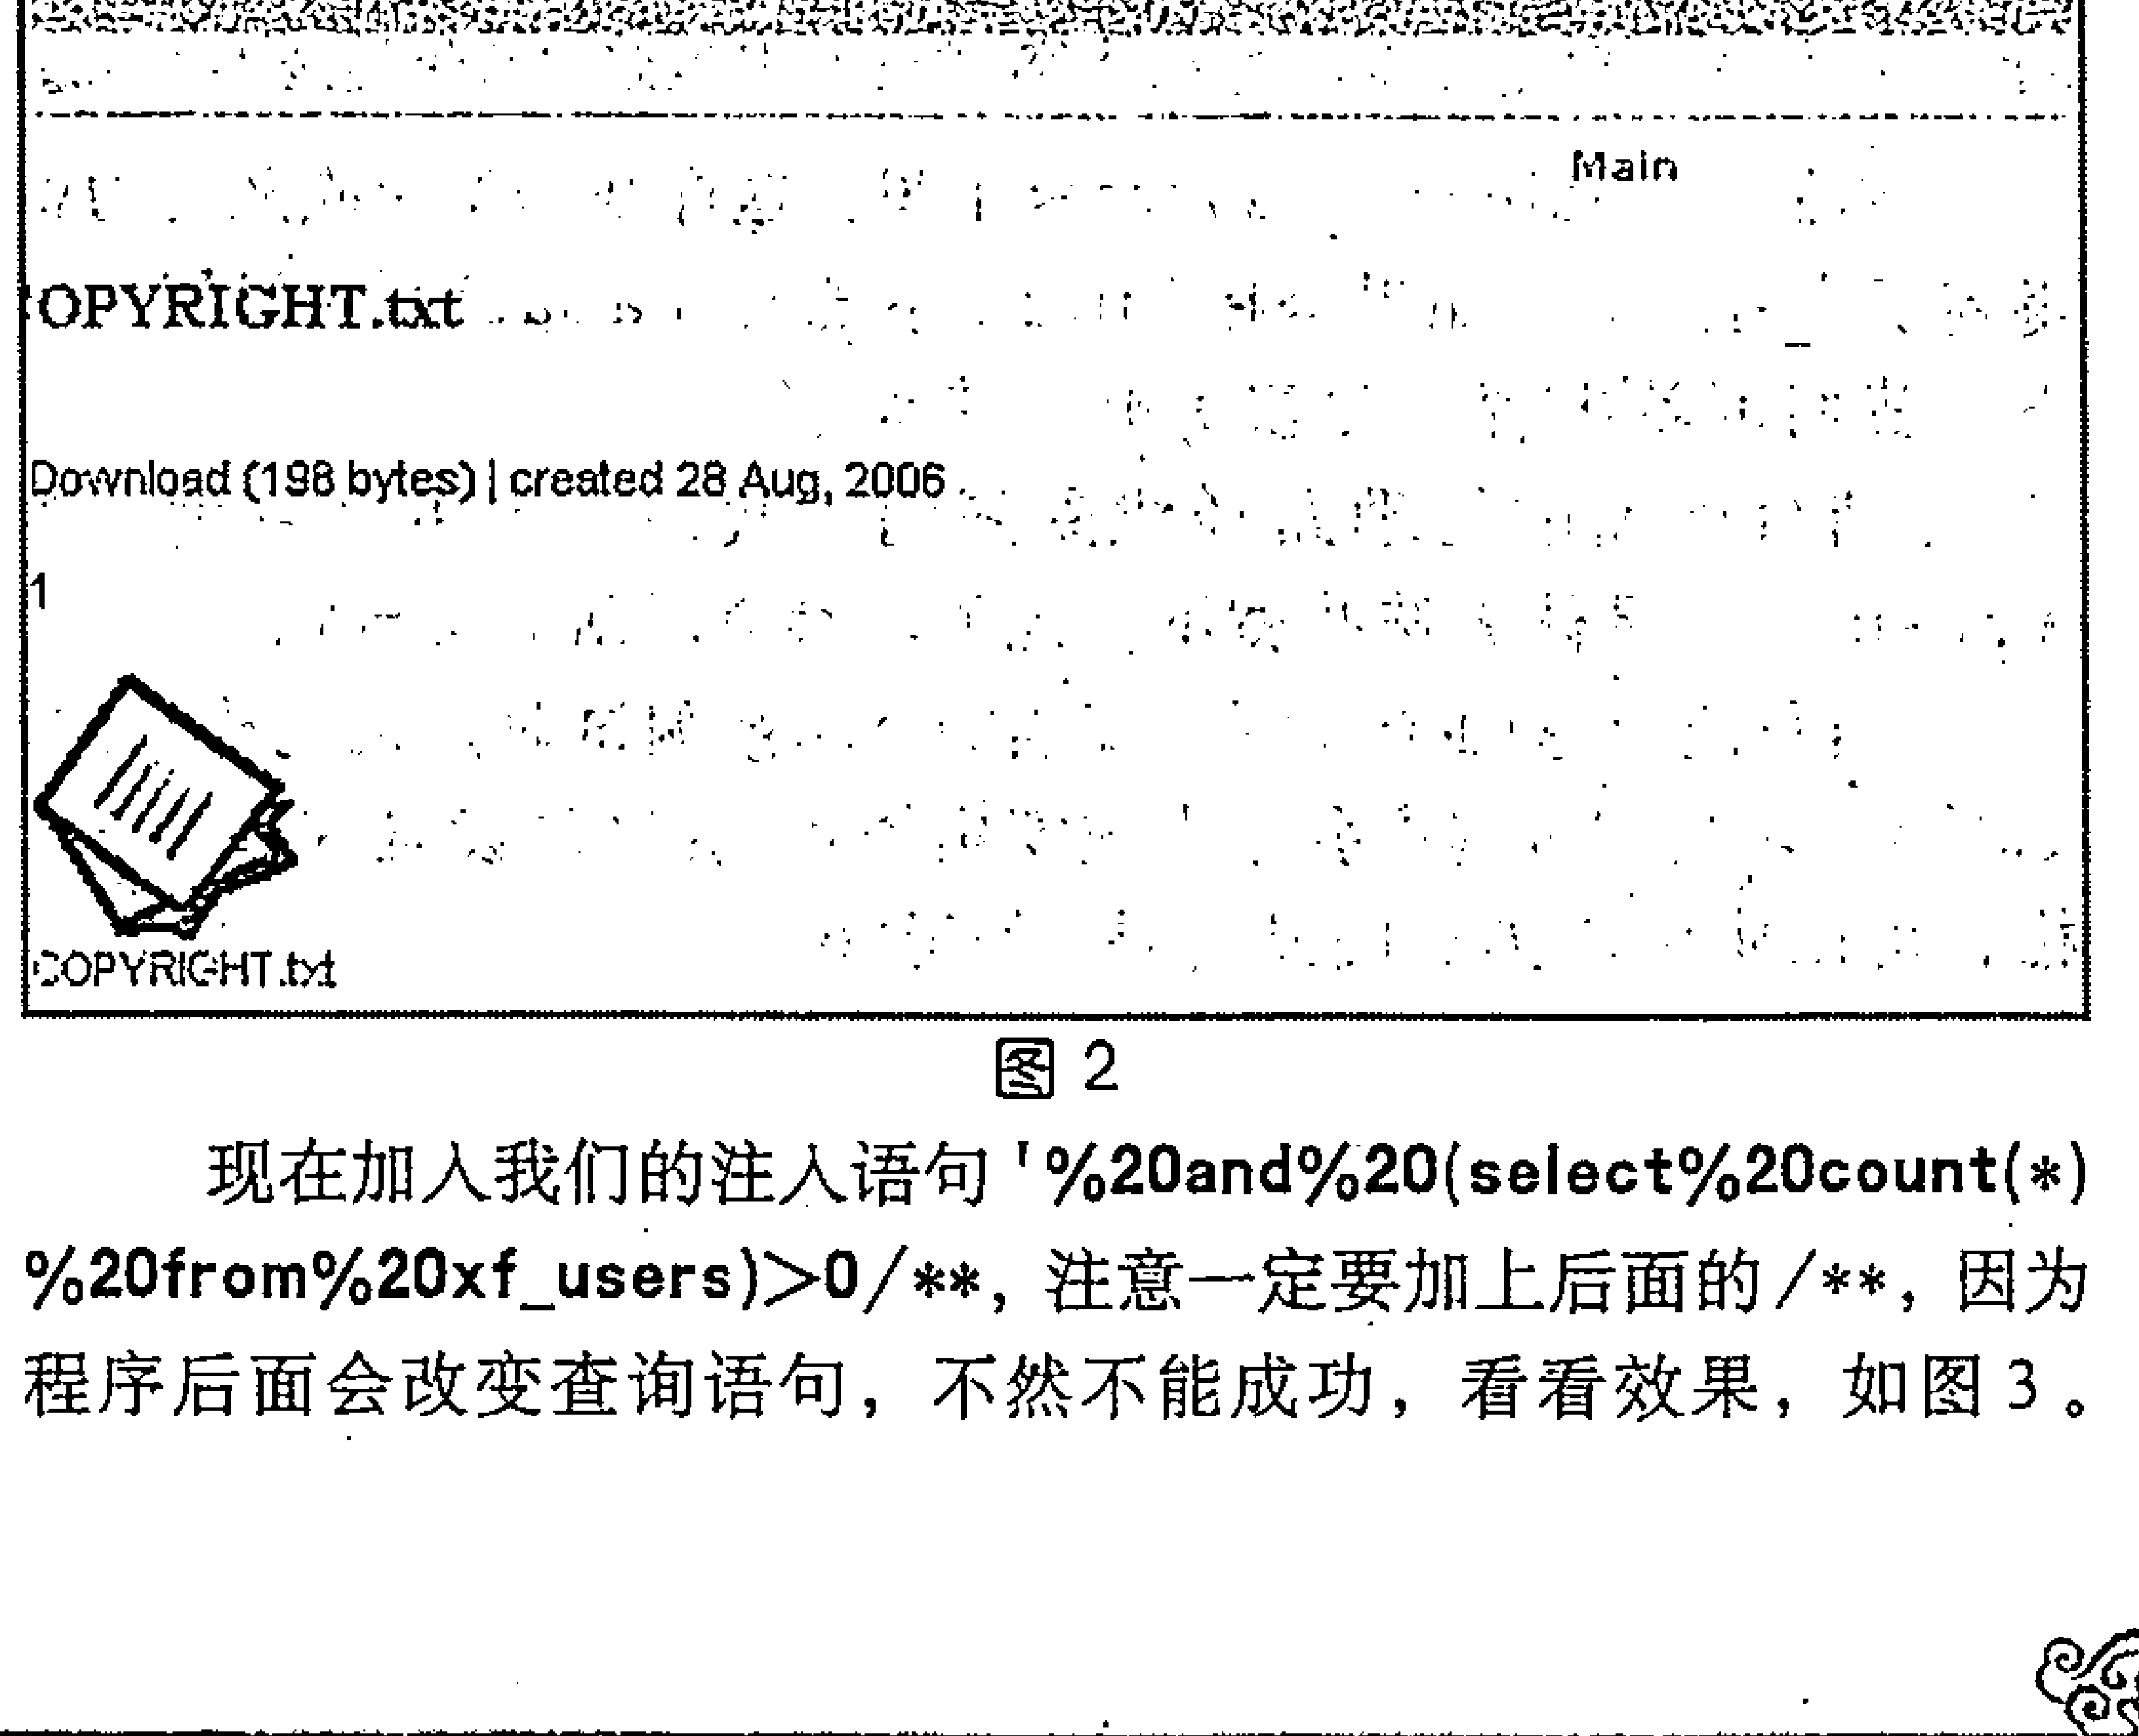 Main
OPYRIGHT.txt
Download (198 bytes) | created 28 Aug, 2006
1
COPYRIGHT.txt
图 2
现在加入我们的注入语句'%20and%20(select%20count(*)
%20from%20xf_users)>0/**, 注意一定要加上后面的/**, 因为
程序后面会改变查询语句, 不然不能成功, 看看效果, 如图3。